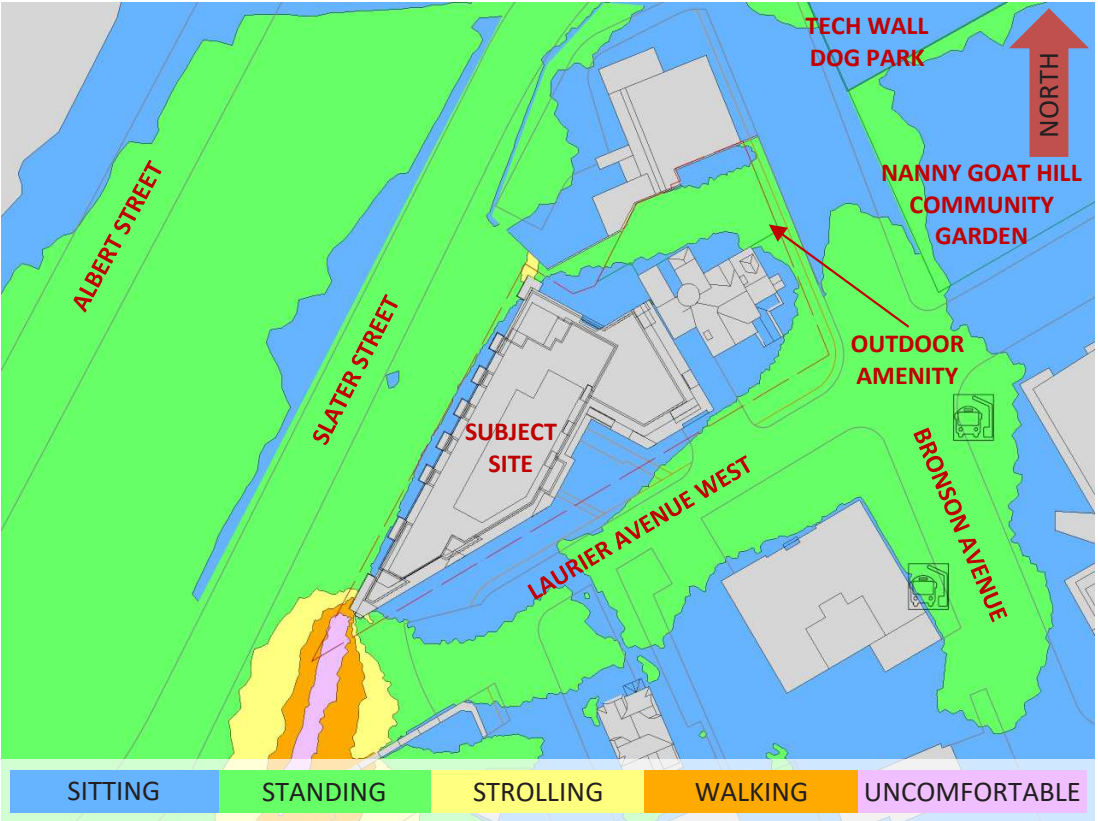 TECH WALL
DOG PARK
NORTH
ALBERT STREET
NANNY GOAT HILL
COMMUNITY
GARDEN
SLATER STREET
OUTDOOR
AMENITY
SUBJECT
SITE
BRONSON AVENUE
LAURIER AVENUE WEST
SITTING
STANDING
STROLLING
WALKING
UNCOMFORTABLE